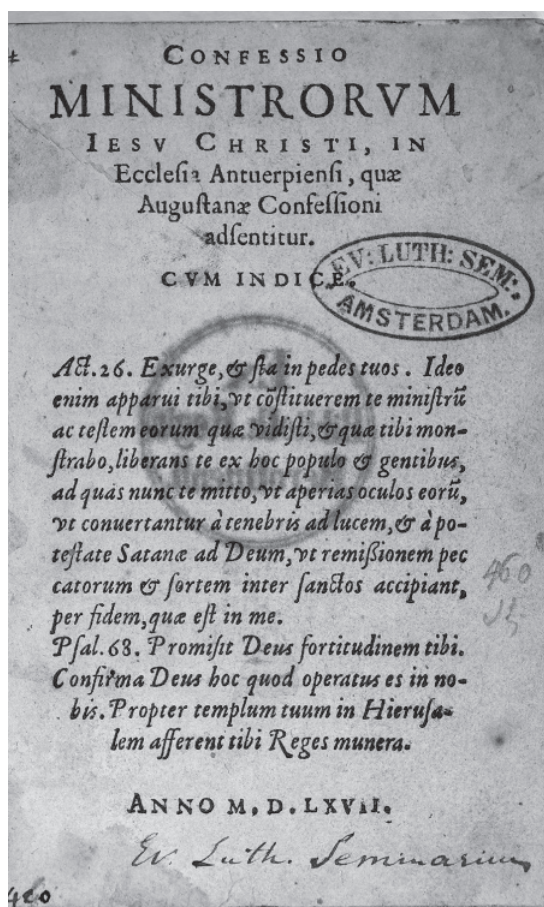 CONFESSIO
MINISTRORVM
IESV CHRISTI, IN
Ecclesia Antuerpiensi, quæ
Augustanæ Confessioni
adsentitur.
CVM INDICE.
EV: LUTH: SEM:
AMSTERDAM.
Act. 26. Exurge, & sta in pedes tuos. Ideo
enim apparui tibi, vt cõstituerem te ministrũ
ac testem eorum quæ vidisti, & quæ tibi mon-
strabo, liberans te ex hoc populo & gentibus,
ad quas nunc te mitto, vt aperias oculos eorũ,
vt conuertantur à tenebris ad lucem, & à po-
testate Satanæ ad Deum, vt remißionem pec
catorum & sortem inter sanctos accipiant,
per fidem, quæ est in me.
Psal. 68. Promisit Deus fortitudinem tibi.
Confirma Deus hoc quod operatus es in no-
bis. Propter templum tuum in Hierusa-
lem afferent tibi Reges munera.
ANNO M. D. LXVII.
460
Ev. Luth. Seminarium